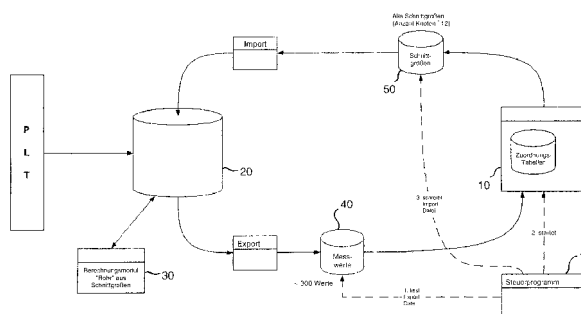 Alle Schnittgrößen
(Anzahl Knoten * 12)
Import
Schnitt-
größen
50
P
L
T
20
Zuordnungs-
Tabellen
10
3. schreibt
Import
Datei
40
Export
Mess-
werte
2. startet
Berechnungsmodul
"Rohr" aus
Schnittgrößen
30
~ 300 Werte
1. liest
Export
Datei
Steuerprogramm